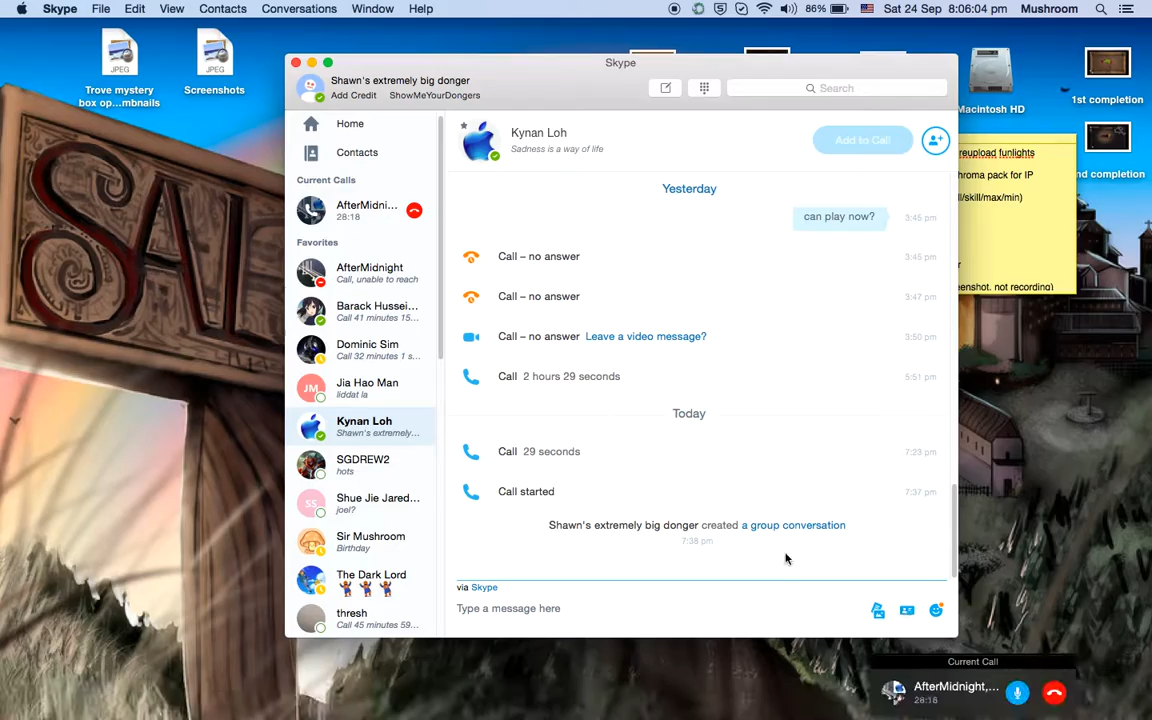 Skype File Edit View Contacts Conversations Window Help
86% Sat 24 Sep 8:06:04 pm Mushroom
JPEG
Trove mystery
box op...mbnails
JPEG
Screenshots
Macintosh HD
1st completion
nd completion
reupload funlights
hroma pack for IP
ll/skill/max/min)
r
eenshot, not recording)
Skype
Shawn's extremely big donger
Add Credit ShowMeYourDongers
Search
Home
Contacts
Current Calls
AfterMidni...
28:18
Favorites
AfterMidnight
Call, unable to reach
Barack Hussei...
Call 41 minutes 15...
Dominic Sim
Call 32 minutes 1 s...
JM
Jia Hao Man
liddat la
Kynan Loh
Shawn's extremely...
SGDREW2
hots
SS
Shue Jie Jared...
joel?
Sir Mushroom
Birthday
The Dark Lord
thresh
Call 45 minutes 59...
Kynan Loh
Sadness is a way of life
Add to Call
Yesterday
can play now? 3:45 pm
Call – no answer 3:45 pm
Call – no answer 3:47 pm
Call – no answer Leave a video message? 3:50 pm
Call 2 hours 29 seconds 5:51 pm
Today
Call 29 seconds 7:23 pm
Call started 7:37 pm
Shawn's extremely big donger created a group conversation
7:38 pm
via Skype
Type a message here
Current Call
AfterMidnight,...
28:18